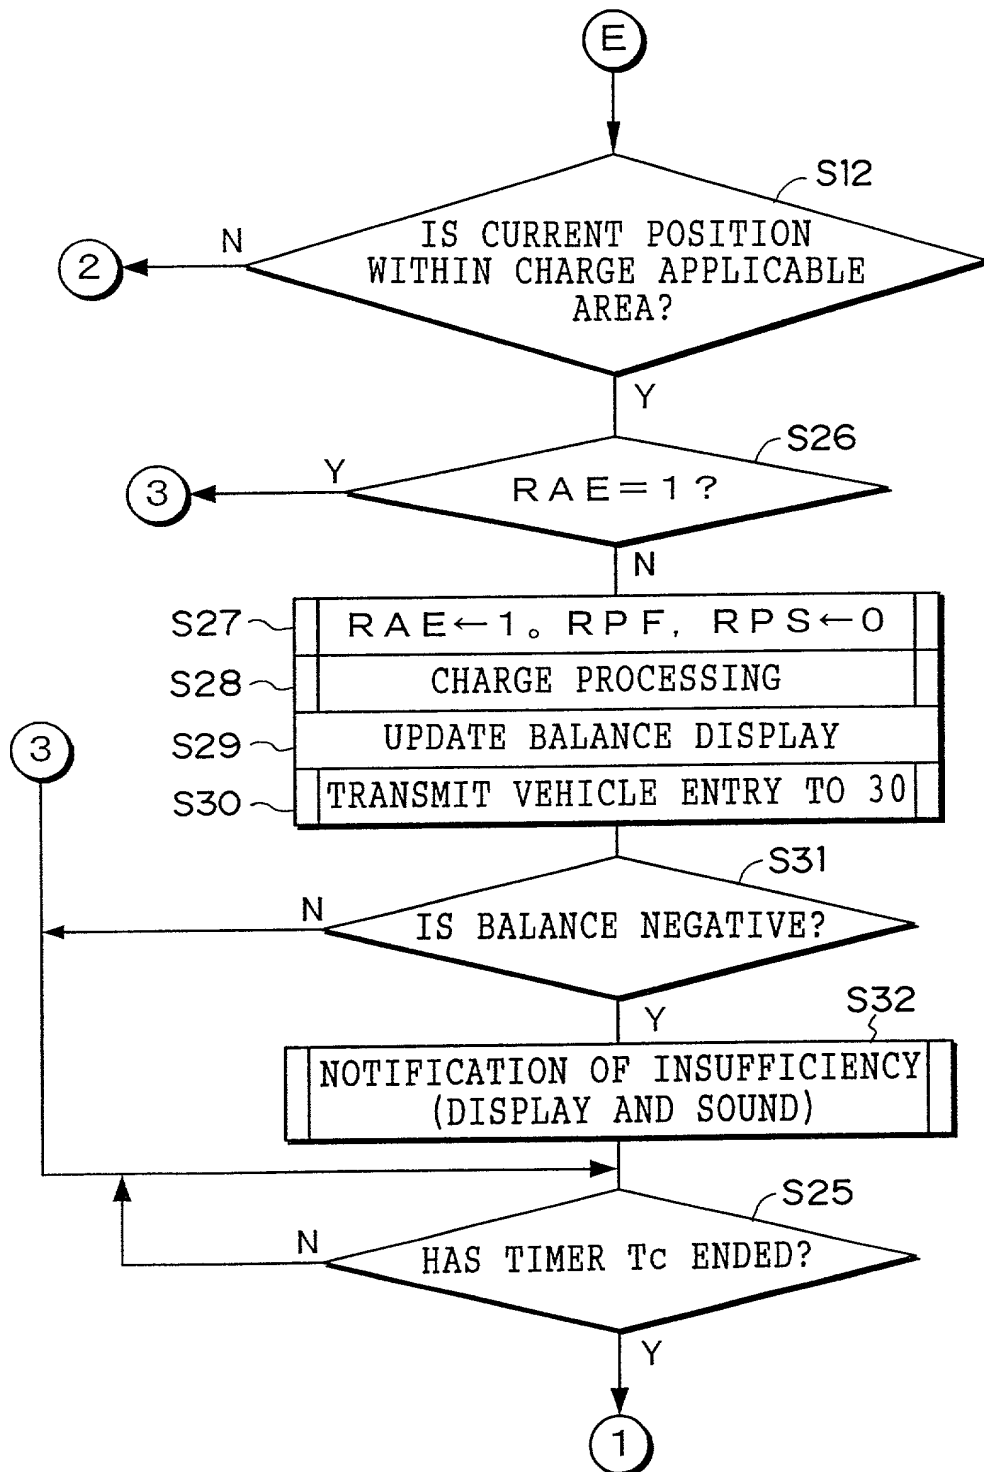 E
S12
IS CURRENT POSITION
WITHIN CHARGE APPLICABLE
AREA?
N
2
Y
S26
Y
3
RAE=1?
N
S27
RAE←1。RPF, RPS←0
S28
CHARGE PROCESSING
3
S29
UPDATE BALANCE DISPLAY
S30
TRANSMIT VEHICLE ENTRY TO 30
S31
N
IS BALANCE NEGATIVE?
Y
S32
NOTIFICATION OF INSUFFICIENCY
(DISPLAY AND SOUND)
S25
N
HAS TIMER Tc ENDED?
Y
1